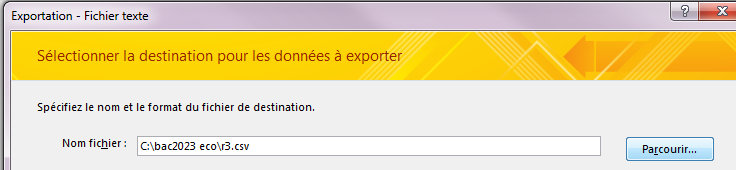 Exportation - Fichier texte
Sélectionner la destination pour les données à exporter
Spécifiez le nom et le format du fichier de destination.
Nom fichier : C:\bac2023 eco\r3.csv Parcourir...